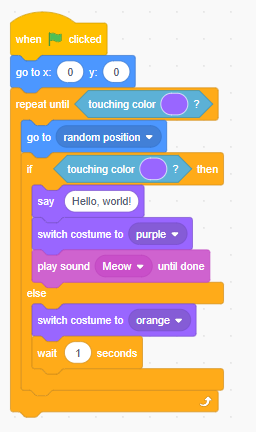 when clicked
go to x: 0 y: 0
repeat until touching color ?
go to random position
if touching color ? then
say Hello, world!
switch costume to purple
play sound Meow until done
else
switch costume to orange
wait 1 seconds